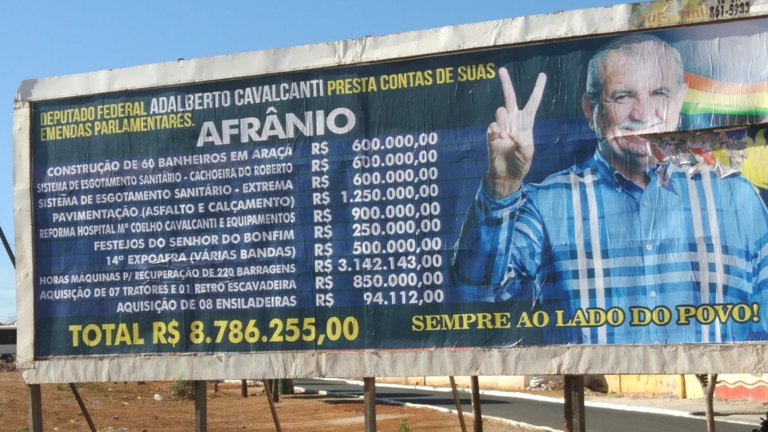 861-5933
DEPUTADO FEDERAL ADALBERTO CAVALCANTI PRESTA CONTAS DE SUAS
EMENDAS PARLAMENTARES.
AFRÂNIO
CONSTRUÇÃO DE 60 BANHEIROS EM ARAÇÁ R$ 600.000,00
SISTEMA DE ESGOTAMENTO SANITÁRIO - CACHOEIRA DO ROBERTO R$ 600.000,00
SISTEMA DE ESGOTAMENTO SANITÁRIO - EXTREMA R$ 600.000,00
PAVIMENTAÇÃO (ASFALTO E CALÇAMENTO) R$ 1.250.000,00
REFORMA HOSPITAL Mª COELHO CAVALCANTI E EQUIPAMENTOS R$ 900.000,00
FESTEJOS DO SENHOR DO BONFIM R$ 250.000,00
14ª EXPOAFRA (VÁRIAS BANDAS) R$ 500.000,00
HORAS MÁQUINAS P/ RECUPERAÇÃO DE 220 BARRAGENS R$ 3.142.143,00
AQUISIÇÃO DE 07 TRATORES E 01 RETRO ESCAVADEIRA R$ 850.000,00
AQUISIÇÃO DE 08 ENSILADEIRAS R$ 94.112,00
TOTAL R$ 8.786.255,00
SEMPRE AO LADO DO POVO!